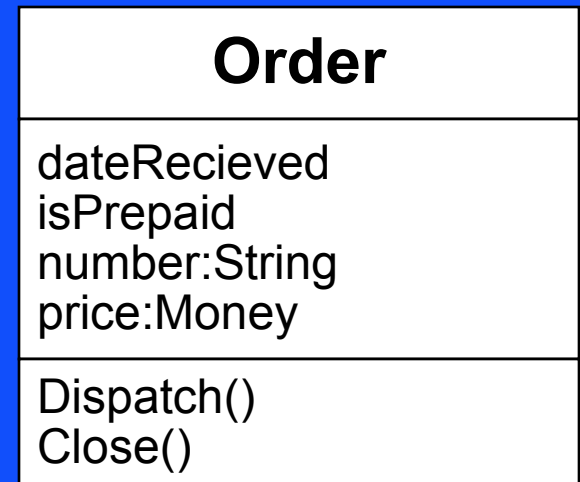 Order
dateRecieved
isPrepaid
number:String
price:Money
Dispatch()
Close()